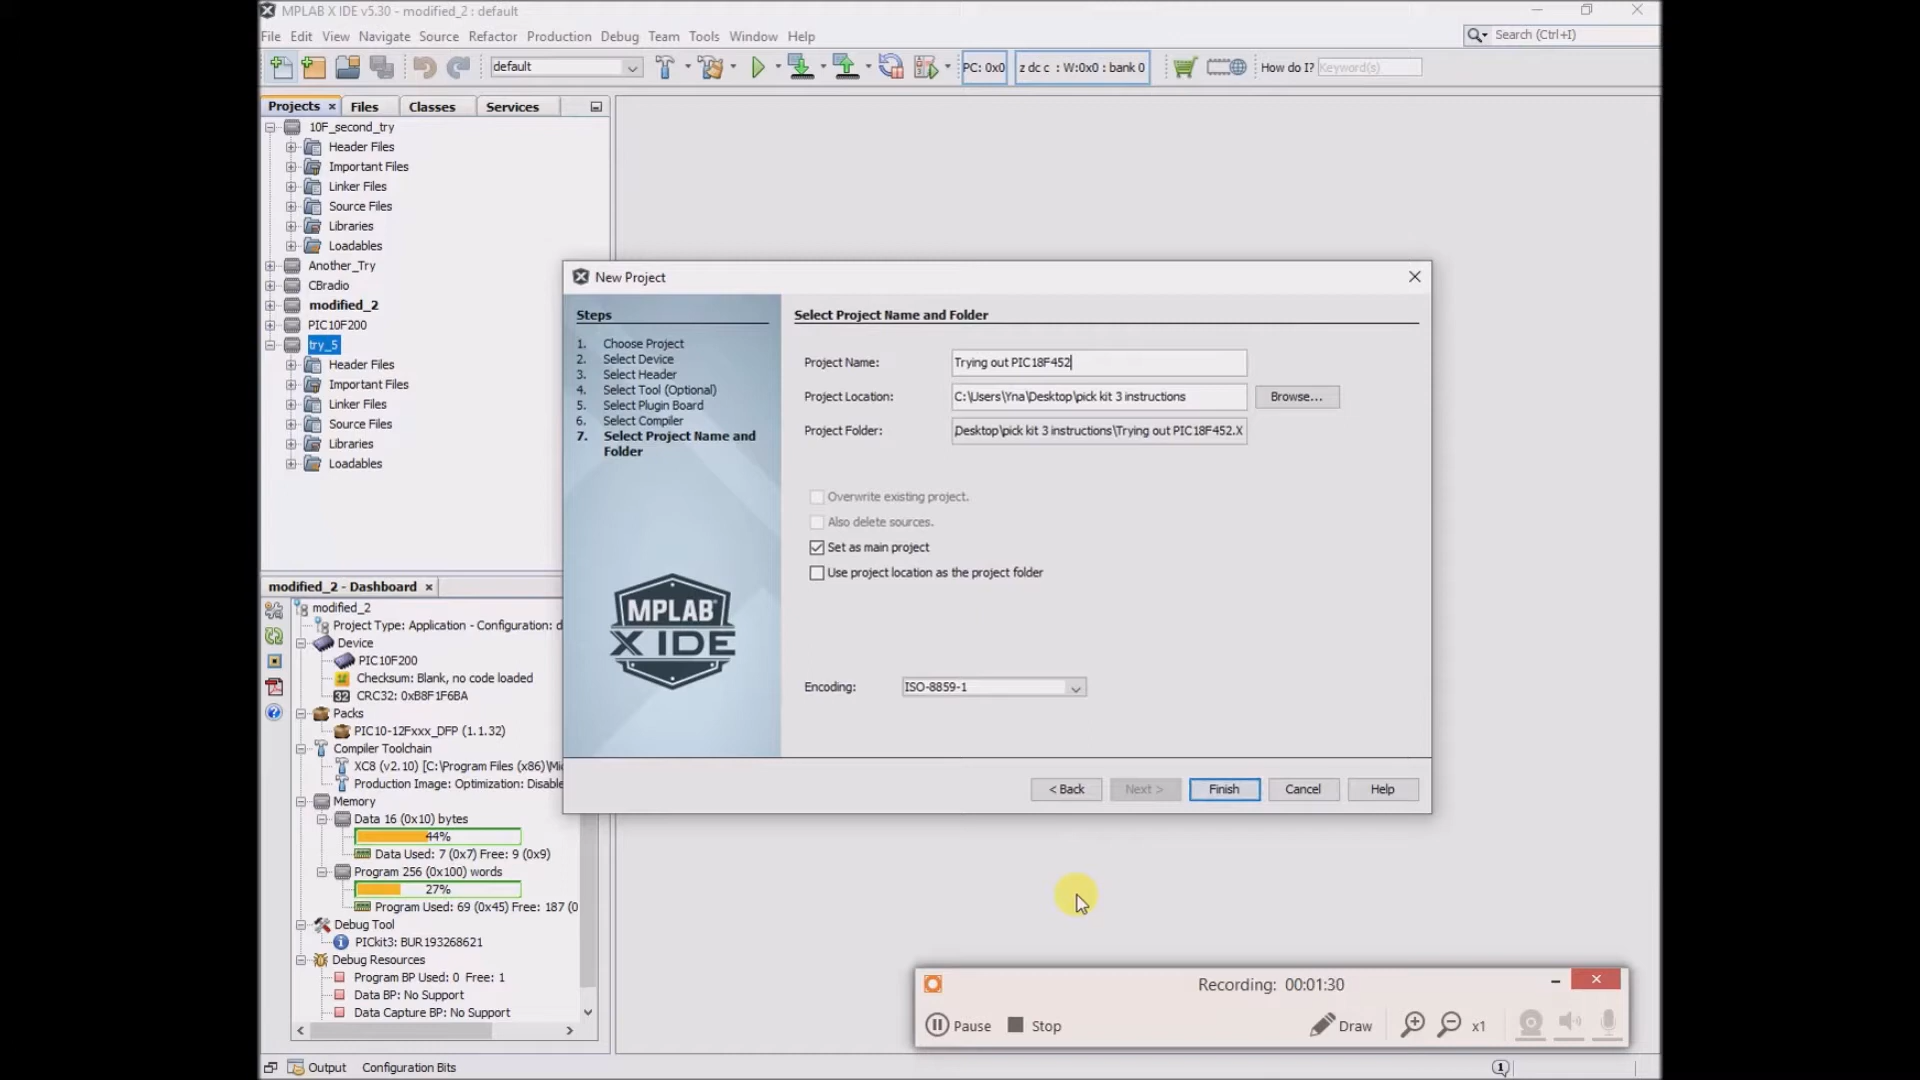 MPLAB X IDE v5.30 - modified_2 : default
File Edit View Navigate Source Refactor Production Debug Team Tools Window Help
Search (Ctrl+I)
default
PC: 0x0
z dc c : W:0x0 : bank 0
How do I? Keyword(s)
Projects × Files Classes Services
10F_second_try
Header Files
Important Files
Linker Files
Source Files
Libraries
Loadables
Another_Try
CBradio
modified_2
PIC10F200
try_5
Header Files
Important Files
Linker Files
Source Files
Libraries
Loadables
modified_2 - Dashboard ×
modified_2
Project Type: Application - Configuration: d
Device
PIC10F200
Checksum: Blank, no code loaded
32 CRC32: 0xB8F1F6BA
Packs
PIC10-12Fxxx_DFP (1.1.32)
Compiler Toolchain
XC8 (v2.10) [C:\Program Files (x86)\Mi
Production Image: Optimization: Disable
Memory
Data 16 (0x10) bytes
44%
Data Used: 7 (0x7) Free: 9 (0x9)
Program 256 (0x100) words
27%
Program Used: 69 (0x45) Free: 187 (0
Debug Tool
PICkit3: BUR193268621
Debug Resources
Program BP Used: 0 Free: 1
Data BP: No Support
Data Capture BP: No Support
Output Configuration Bits
New Project
Steps
1. Choose Project
2. Select Device
3. Select Header
4. Select Tool (Optional)
5. Select Plugin Board
6. Select Compiler
7. Select Project Name and
Folder
MPLAB
X IDE
Select Project Name and Folder
Project Name: Trying out PIC18F452
Project Location: C:\Users\Yna\Desktop\pick kit 3 instructions Browse...
Project Folder: Desktop\pick kit 3 instructions\Trying out PIC18F452.X
Overwrite existing project.
Also delete sources.
Set as main project
Use project location as the project folder
Encoding: ISO-8859-1
< Back Next > Finish Cancel Help
Recording: 00:01:30
Pause Stop Draw x1
1